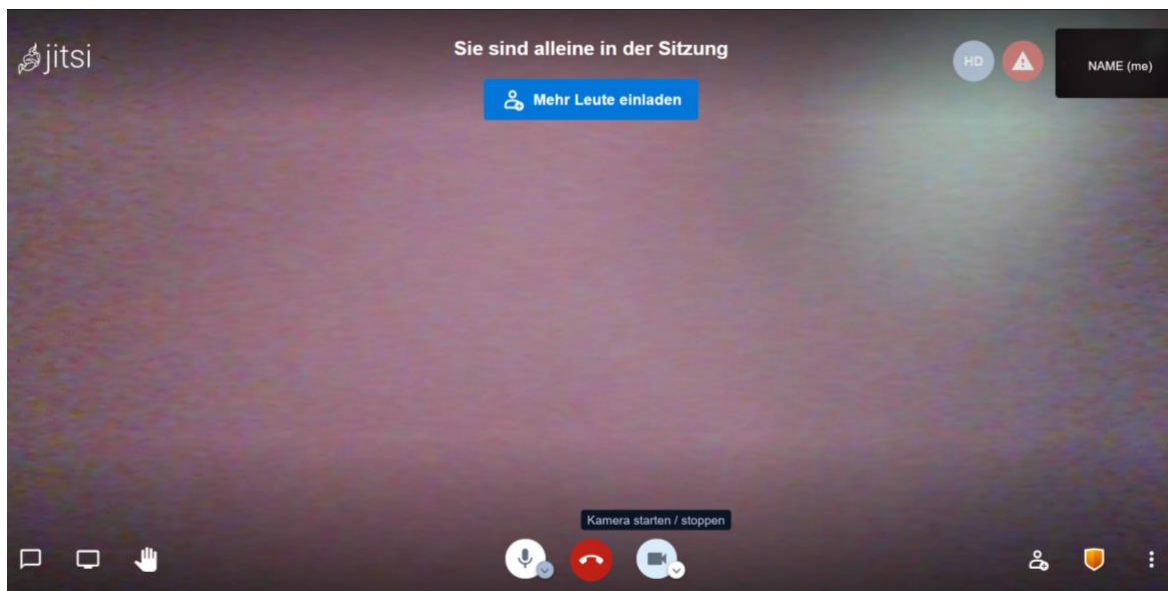 jitsi
Sie sind alleine in der Sitzung
Mehr Leute einladen
HD
NAME (me)
Kamera starten / stoppen